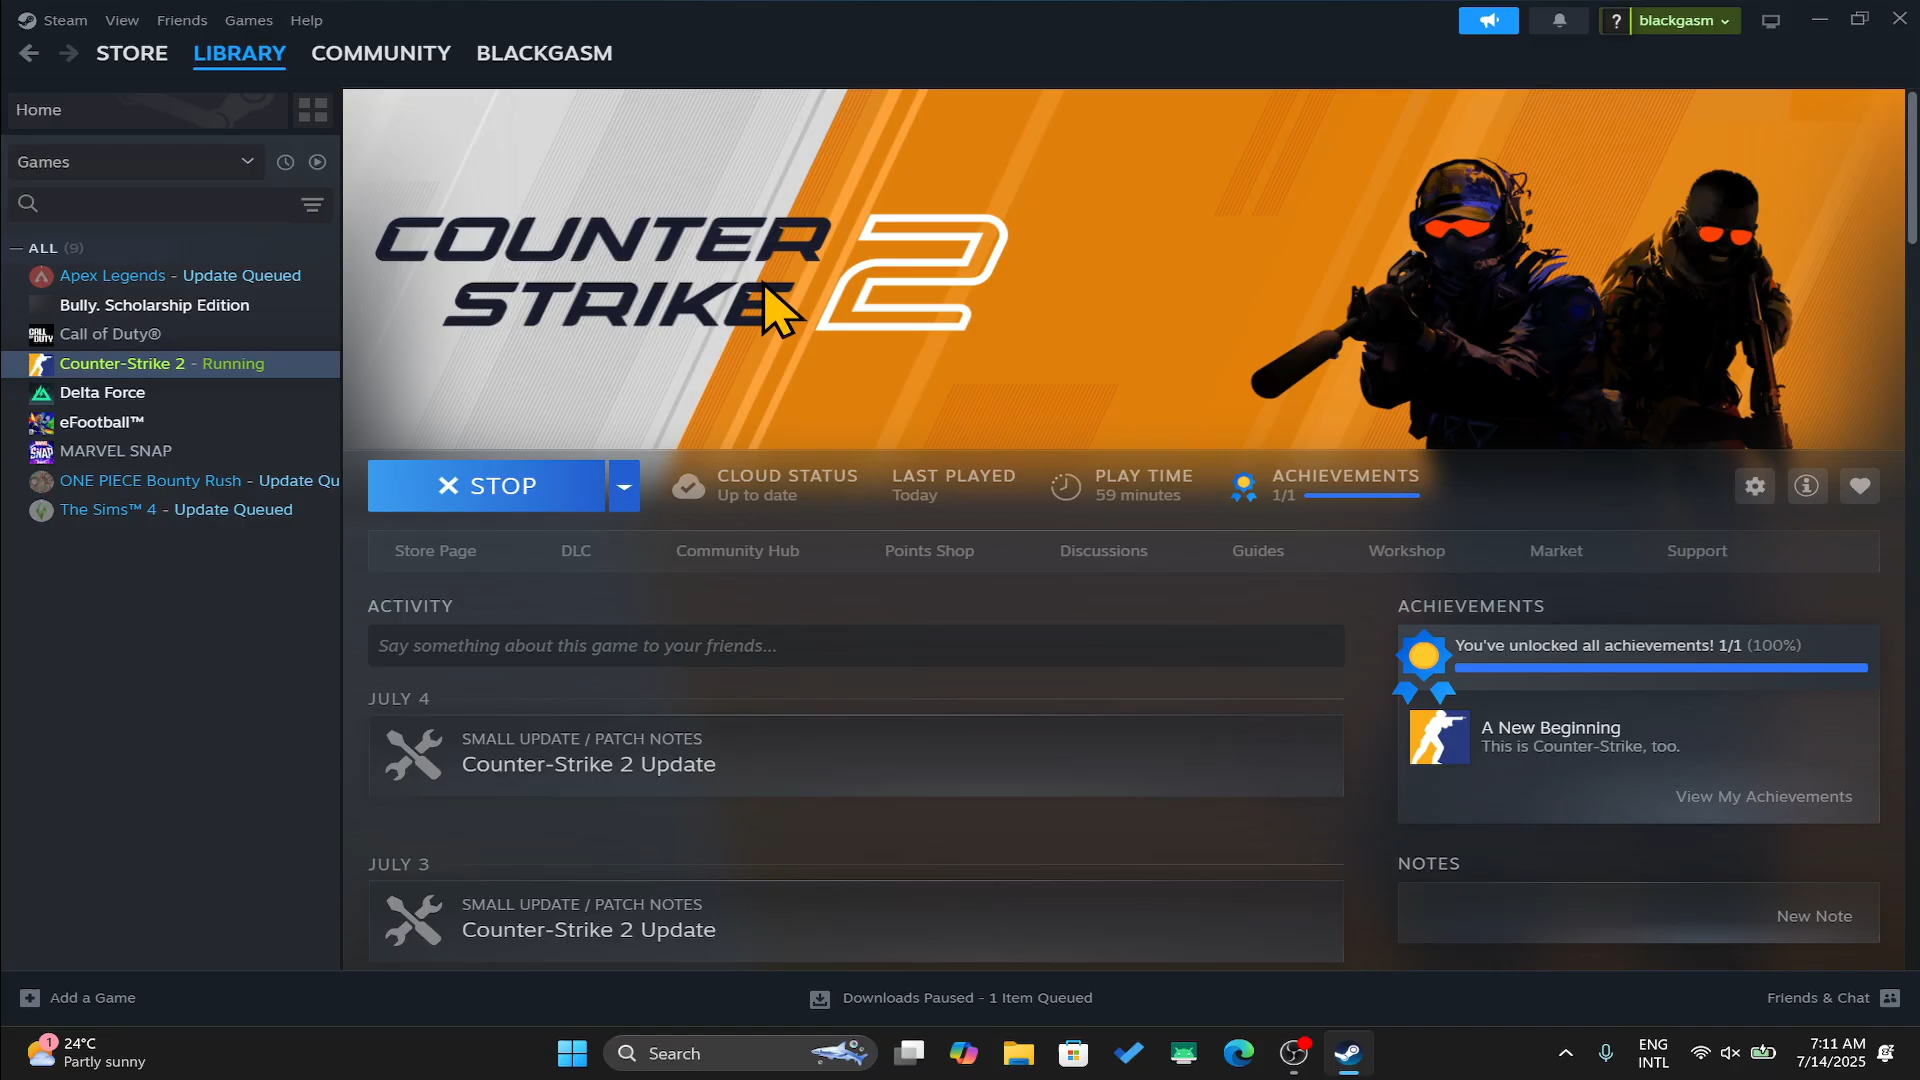 Steam View Friends Games Help
? blackgasm
STORE LIBRARY COMMUNITY BLACKGASM
Home
Games
ALL (9)
Apex Legends - Update Queued
Bully. Scholarship Edition
CALL OF DUTY Call of Duty®
Counter-Strike 2 - Running
Delta Force
eFootball™
SNAP MARVEL SNAP
ONE PIECE Bounty Rush - Update Qu
The Sims™ 4 - Update Queued
COUNTER
STRIKE 2
STOP
CLOUD STATUS
Up to date
LAST PLAYED
Today
PLAY TIME
59 minutes
ACHIEVEMENTS
1/1
Store Page DLC Community Hub Points Shop Discussions Guides Workshop Market Support
ACTIVITY
Say something about this game to your friends...
JULY 4
SMALL UPDATE / PATCH NOTES
Counter-Strike 2 Update
JULY 3
SMALL UPDATE / PATCH NOTES
Counter-Strike 2 Update
ACHIEVEMENTS
You've unlocked all achievements! 1/1 (100%)
A New Beginning
This is Counter-Strike, too.
View My Achievements
NOTES
New Note
Add a Game
Downloads Paused - 1 Item Queued
Friends & Chat
1
24°C
Partly sunny
Search
ENG
INTL
7:11 AM
7/14/2025